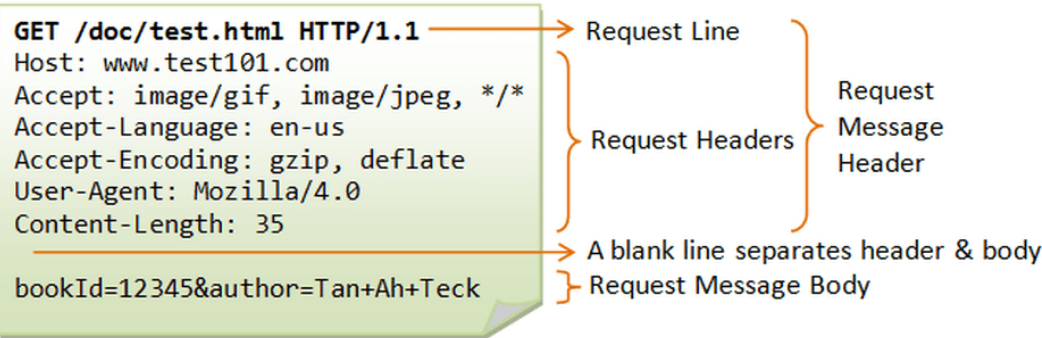 GET /doc/test.html HTTP/1.1
Host: www.test101.com
Accept: image/gif, image/jpeg, */*
Accept-Language: en-us
Accept-Encoding: gzip, deflate
User-Agent: Mozilla/4.0
Content-Length: 35
bookId=12345&author=Tan+Ah+Teck
Request Line
Request Headers
A blank line separates header & body
Request Message Body
Request
Message
Header